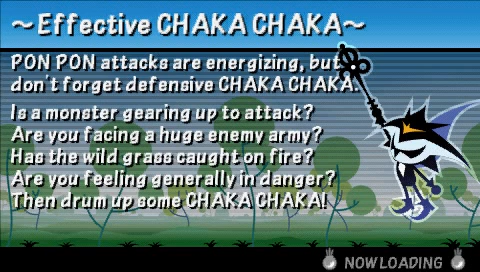 ~Effective CHAKA CHAKA~
PON PON attacks are energizing, but
don't forget defensive CHAKA CHAKA.
Is a monster gearing up to attack?
Are you facing a huge enemy army?
Has the wild grass caught on fire?
Are you feeling generally in danger?
Then drum up some CHAKA CHAKA!
NOW LOADING